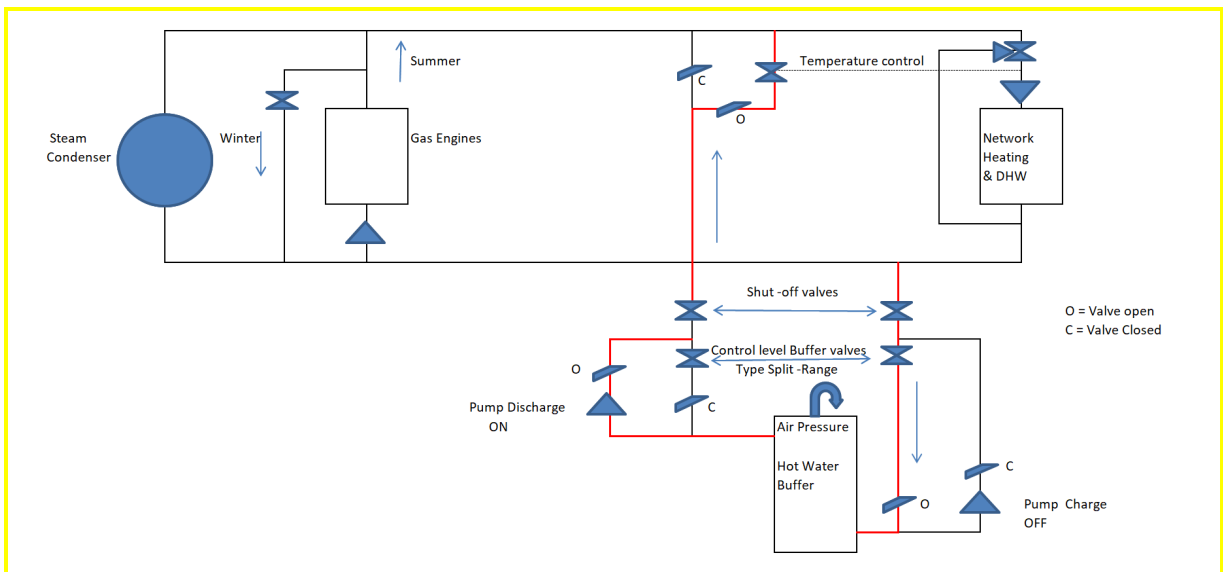 Summer
Temperature control
C
O
Steam
Condenser
Winter
Gas Engines
Network
Heating
& DHW
Shut -off valves
O = Valve open
C = Valve Closed
Control level Buffer valves
Type Split -Range
O
C
Pump Discharge
ON
Air Pressure
Hot Water
Buffer
C
O
Pump  Charge
OFF